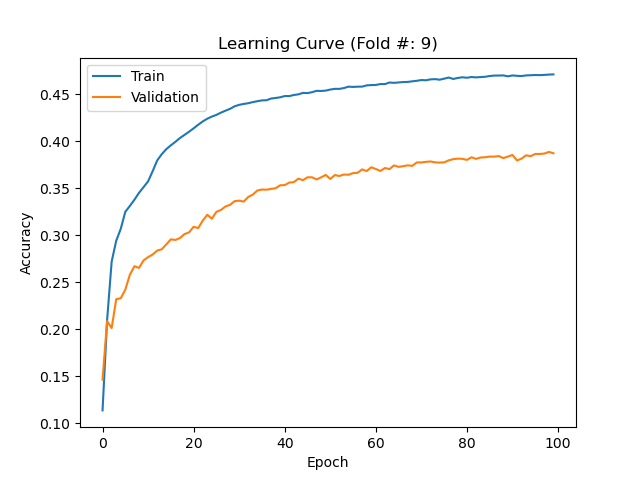 Learning Curve (Fold #: 9)
Train
Validation
0.45
0.40
0.35
0.30
0.25
0.20
0.15
0.10
Accuracy
0 20 40 60 80 100
Epoch